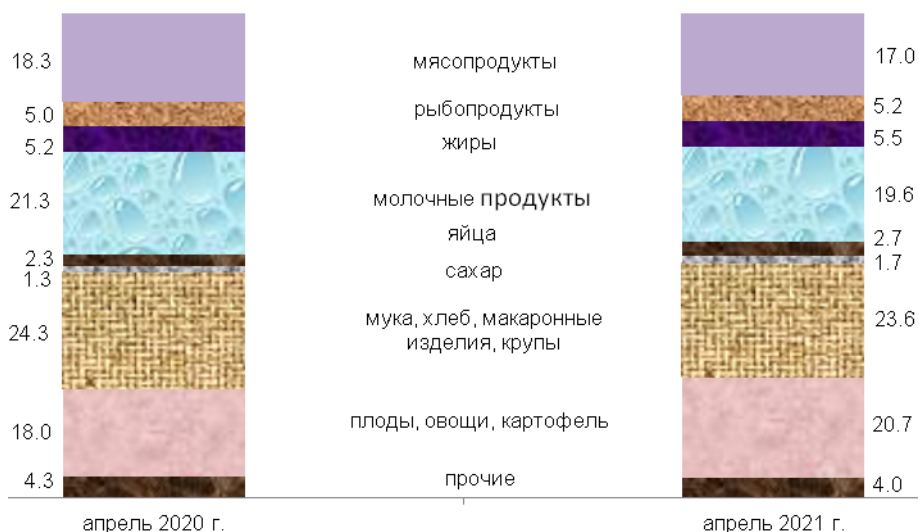 18.3 мясопродукты 17.0
5.0 рыбопродукты 5.2
5.2 жиры 5.5
21.3 молочные продукты 19.6
2.3 яйца 2.7
1.3 сахар 1.7
24.3 мука, хлеб, макаронные 23.6
изделия, крупы
18.0 плоды, овощи, картофель 20.7
4.3 прочие 4.0
апрель 2020 г. апрель 2021 г.